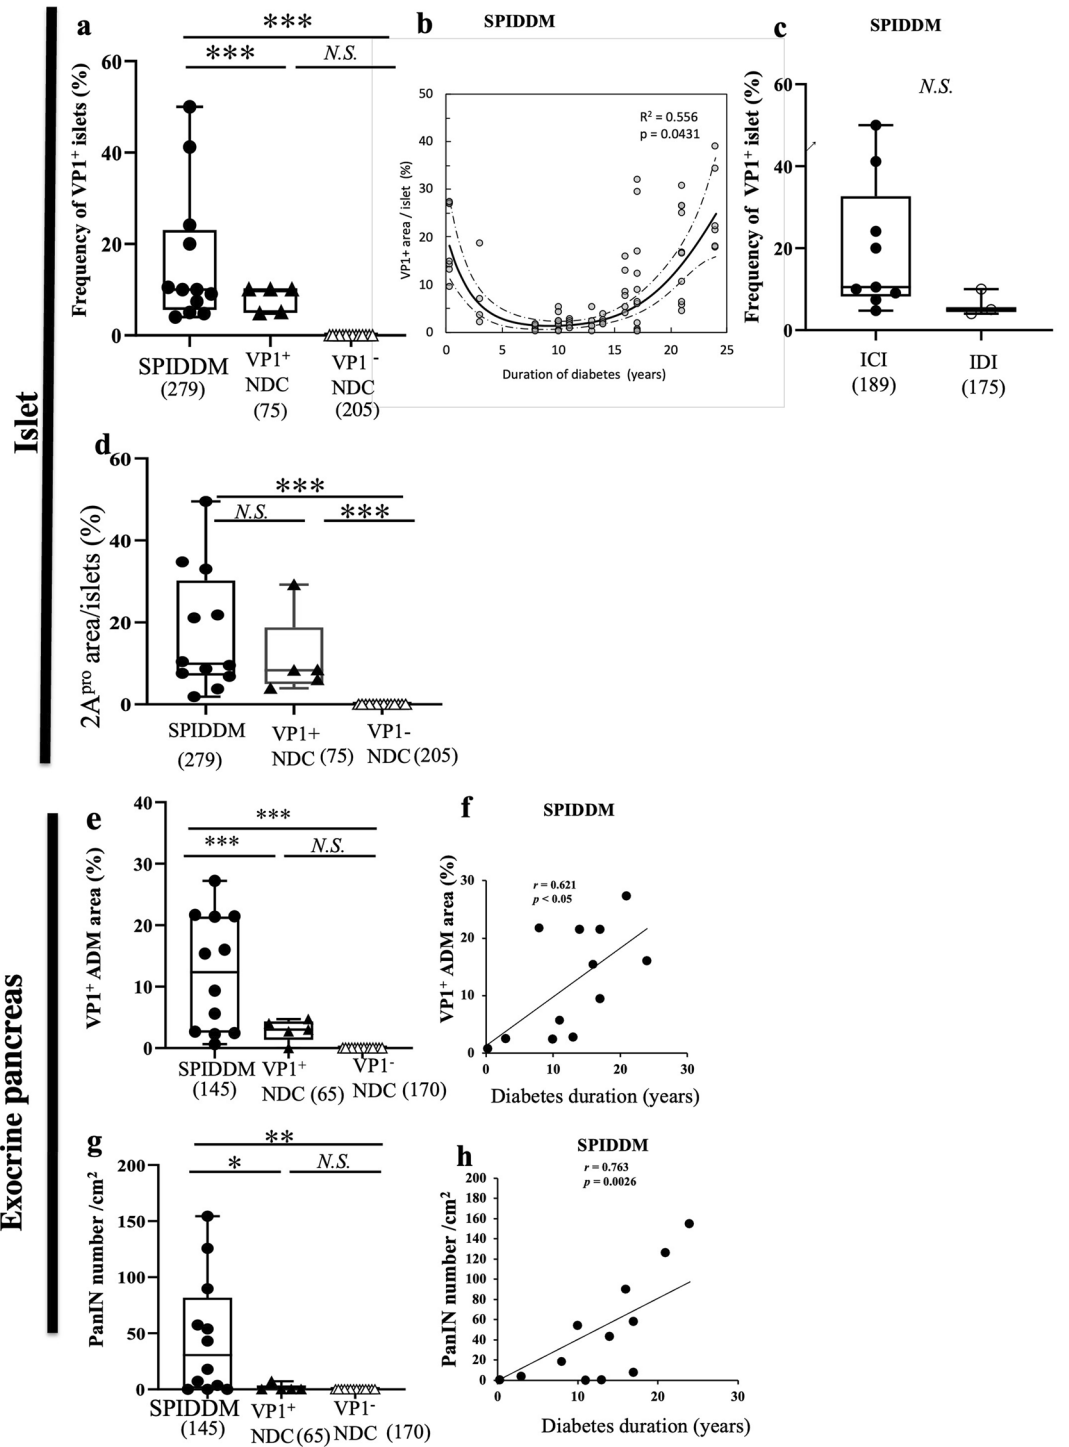 Islet
Exocrine pancreas
a
***
***
N.S.
Frequency of VP1+ islets (%)
60
40
20
0
SPIDDM
(279)
VP1+
NDC
(75)
VP1-
NDC
(205)
b
SPIDDM
R² = 0.556
p = 0.0431
VP1+ area / islet (%)
50
40
30
20
10
0
0 5 10 15 20 25
Duration of diabetes (years)
c
SPIDDM
N.S.
Frequency of VP1+ islet (%)
60
40
20
0
ICI
(189)
IDI
(175)
d
***
N.S.
***
2Apro area/islets (%)
60
40
20
0
SPIDDM
(279)
VP1+
NDC (75)
VP1-
NDC (205)
e
***
***
N.S.
VP1+ ADM area (%)
40
30
20
10
0
SPIDDM
(145)
VP1+
NDC (65)
VP1-
NDC (170)
f
SPIDDM
r = 0.621
p < 0.05
VP1+ ADM area (%)
30
20
10
0
0 10 20 30
Diabetes duration (years)
g
**
*
N.S.
PanIN number /cm2
200
150
100
50
0
SPIDDM
(145)
VP1+
NDC (65)
VP1-
NDC (170)
h
SPIDDM
r = 0.763
p = 0.0026
PanIN number /cm2
200
180
160
140
120
100
80
60
40
20
0
0 10 20 30
Diabetes duration (years)